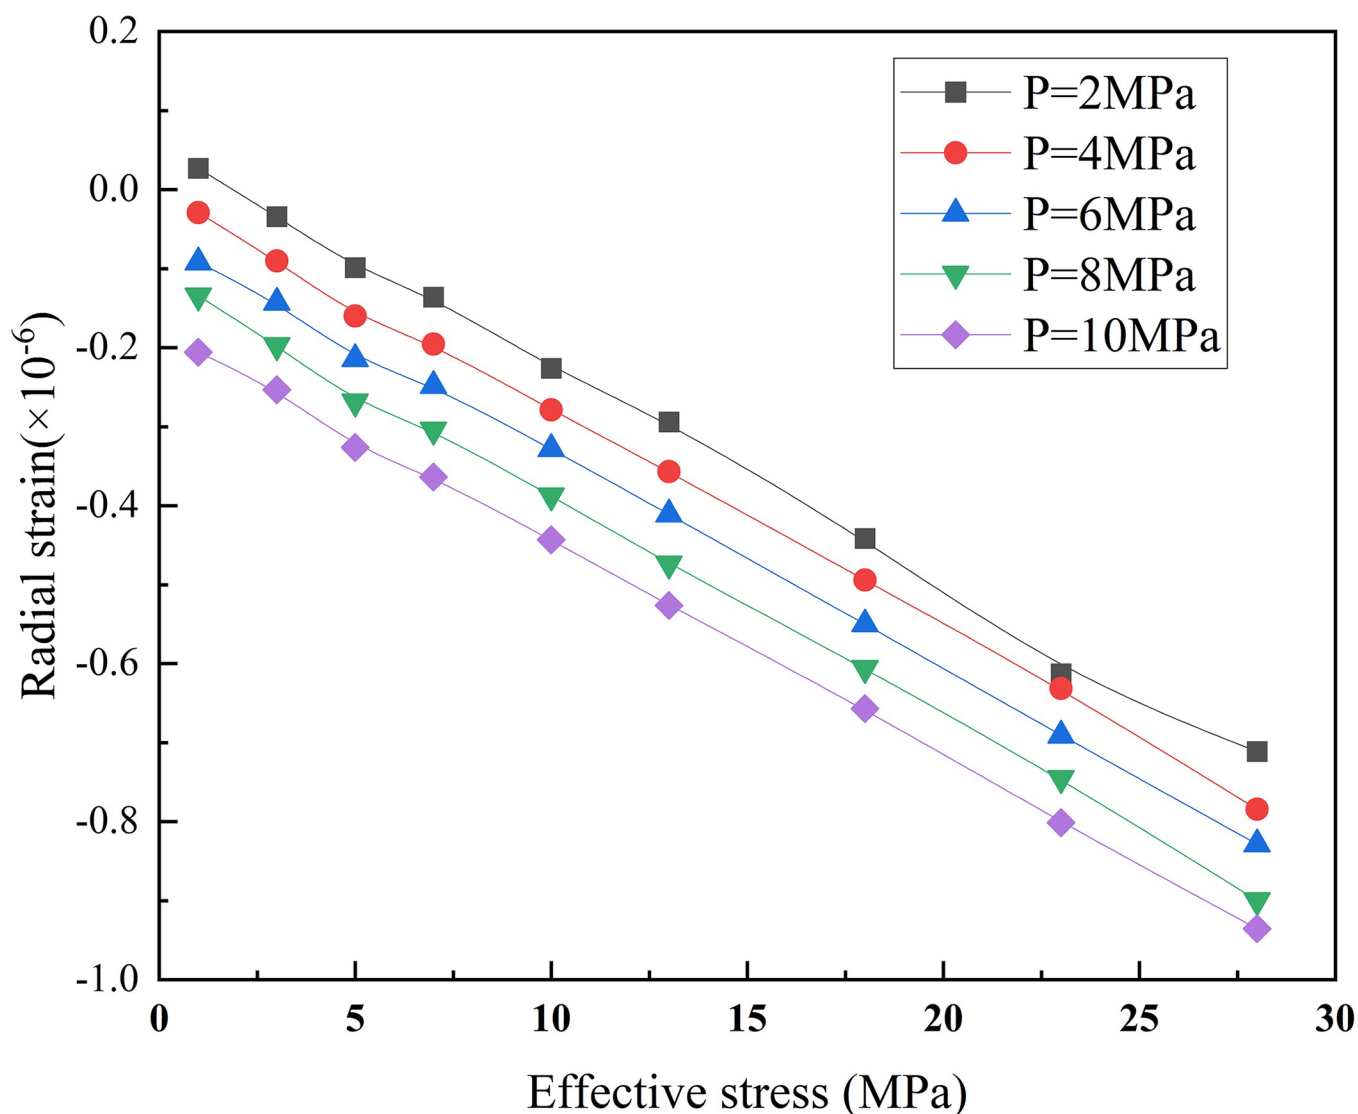 0.2
0.0
-0.2
-0.4
-0.6
-0.8
-1.0
Radial strain(×10⁻⁶)
P=2MPa
P=4MPa
P=6MPa
P=8MPa
P=10MPa
0 5 10 15 20 25 30
Effective stress (MPa)